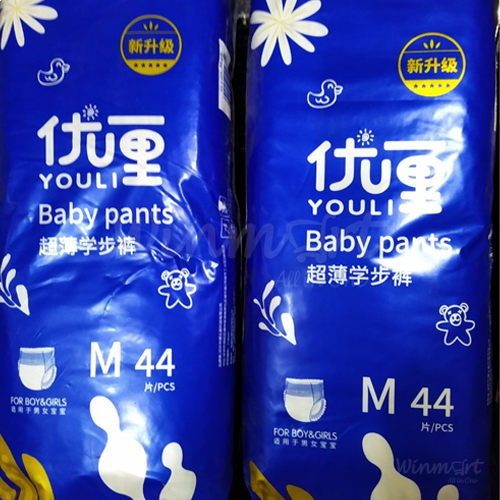 新升级
优里
YOULI
Baby pants
超薄学步裤
M 44
片/PCS
FOR BOY&GIRLS
适用于男女宝宝
新升级
优里
YOULI
Baby pants
超薄学步裤
M 44
片/PCS
FOR BOY&GIRLS
适用于男女宝宝
Winmart
Winmart